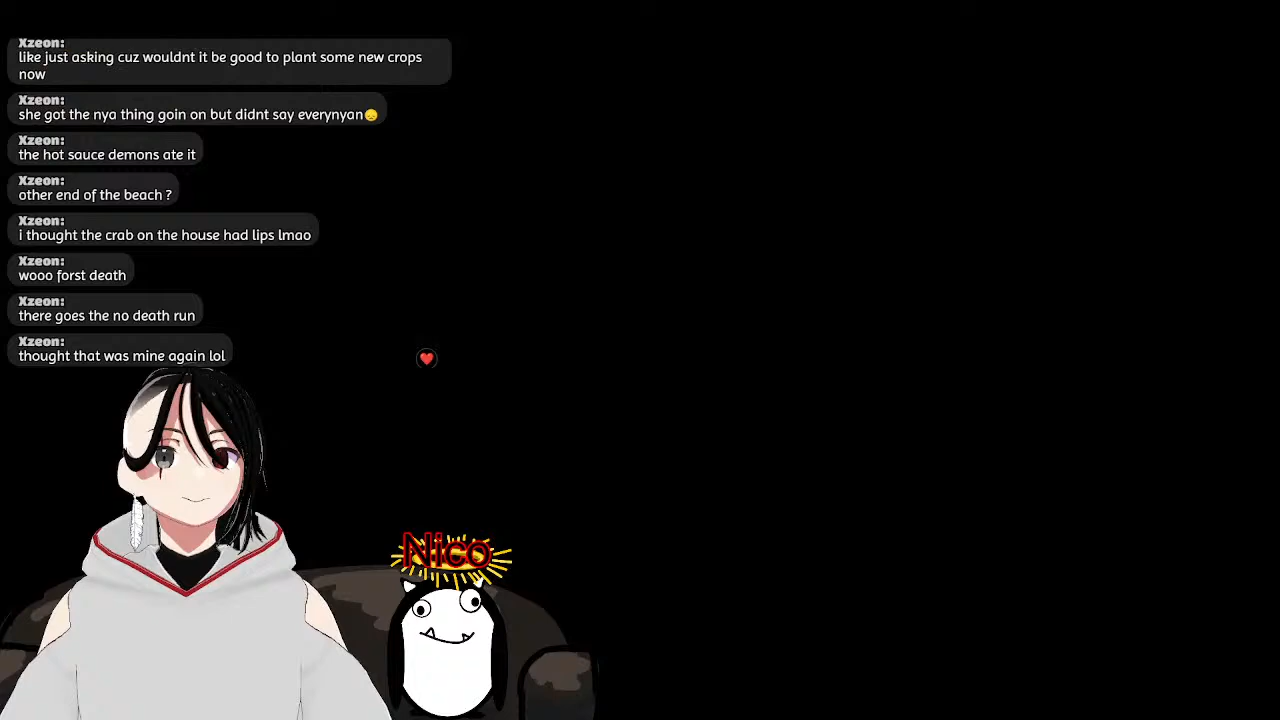 Xzeon:
like just asking cuz wouldnt it be good to plant some new crops
now
Xzeon:
she got the nya thing goin on but didnt say everynyan😞
Xzeon:
the hot sauce demons ate it
Xzeon:
other end of the beach ?
Xzeon:
i thought the crab on the house had lips lmao
Xzeon:
wooo forst death
Xzeon:
there goes the no death run
Xzeon:
thought that was mine again lol
Nico